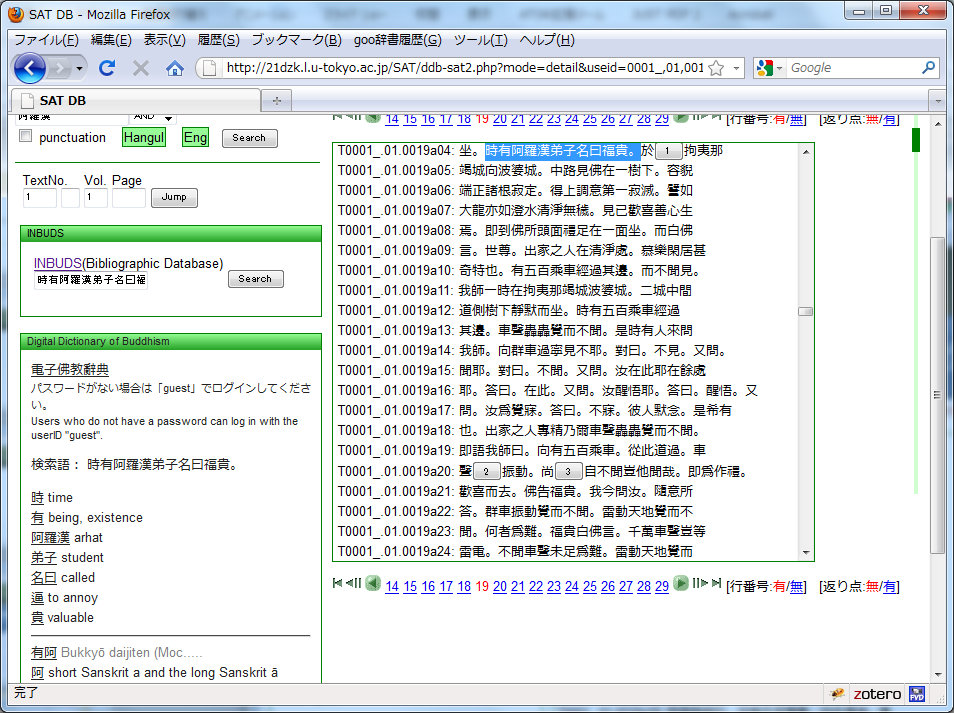 SAT DB - Mozilla Firefox
ファイル(F) 編集(E) 表示(V) 履歴(S) ブックマーク(B) goo辞書履歴(G) ツール(T) ヘルプ(H)
http://21dzk.l.u-tokyo.ac.jp/SAT/ddb-sat2.php?mode=detail&useid=0001_,01,001
Google
SAT DB
阿羅漢 AND
punctuation Hangul Eng Search
TextNo. Vol. Page
1 1 Jump
INBUDS
INBUDS(Bibliographic Database)
時有阿羅漢弟子名曰福 Search
Digital Dictionary of Buddhism
電子佛教辭典
パスワードがない場合は「guest」でログインしてくださ
い。
Users who do not have a password can log in with the
userID "guest".
検索語： 時有阿羅漢弟子名曰福貴。
時 time
有 being, existence
阿羅漢 arhat
弟子 student
名曰 called
逼 to annoy
貴 valuable
有阿 Bukkyō daijiten (Moc.....
阿 short Sanskrit a and the long Sanskrit ā
14 15 16 17 18 19 20 21 22 23 24 25 26 27 28 29 [行番号:有/無] [返り点:無/有]
T0001_.01.0019a04: 坐。時有阿羅漢弟子名曰福貴。於 1 拘夷那
T0001_.01.0019a05: 竭城向波婆城。中路見佛在一樹下。容貌
T0001_.01.0019a06: 端正諸根寂定。得上調意第一寂滅。譬如
T0001_.01.0019a07: 大龍亦如澄水清淨無穢。見已歡喜善心生
T0001_.01.0019a08: 焉。即到佛所頭面禮足在一面坐。而白佛
T0001_.01.0019a09: 言。世尊。出家之人在清淨處。慕樂閑居甚
T0001_.01.0019a10: 奇特也。有五百乘車經過其邊。而不聞見。
T0001_.01.0019a11: 我師一時在拘夷那竭城波婆城。二城中間
T0001_.01.0019a12: 道側樹下靜默而坐。時有五百乘車經過
T0001_.01.0019a13: 其邊。車聲轟轟覺而不聞。是時有人來問
T0001_.01.0019a14: 我師。向群車過寧見不耶。對曰。不見。又問。
T0001_.01.0019a15: 聞耶。對曰。不聞。又問。汝在此耶在餘處
T0001_.01.0019a16: 耶。答曰。在此。又問。汝醒悟耶。答曰。醒悟。又
T0001_.01.0019a17: 問。汝爲覺寐。答曰。不寐。彼人默念。是希有
T0001_.01.0019a18: 也。出家之人專精乃爾車聲轟轟覺而不聞。
T0001_.01.0019a19: 即語我師曰。向有五百乘車。從此道過。車
T0001_.01.0019a20: 聲 2 振動。尚 3 自不聞豈他聞哉。即爲作禮。
T0001_.01.0019a21: 歡喜而去。佛告福貴。我今問汝。隨意所
T0001_.01.0019a22: 答。群車振動覺而不聞。雷動天地覺而不
T0001_.01.0019a23: 聞。何者爲難。福貴白佛言。千萬車聲豈等
T0001_.01.0019a24: 雷電。不聞車聲未足爲難。雷動天地覺而
14 15 16 17 18 19 20 21 22 23 24 25 26 27 28 29 [行番号:有/無] [返り点:無/有]
完了
zotero